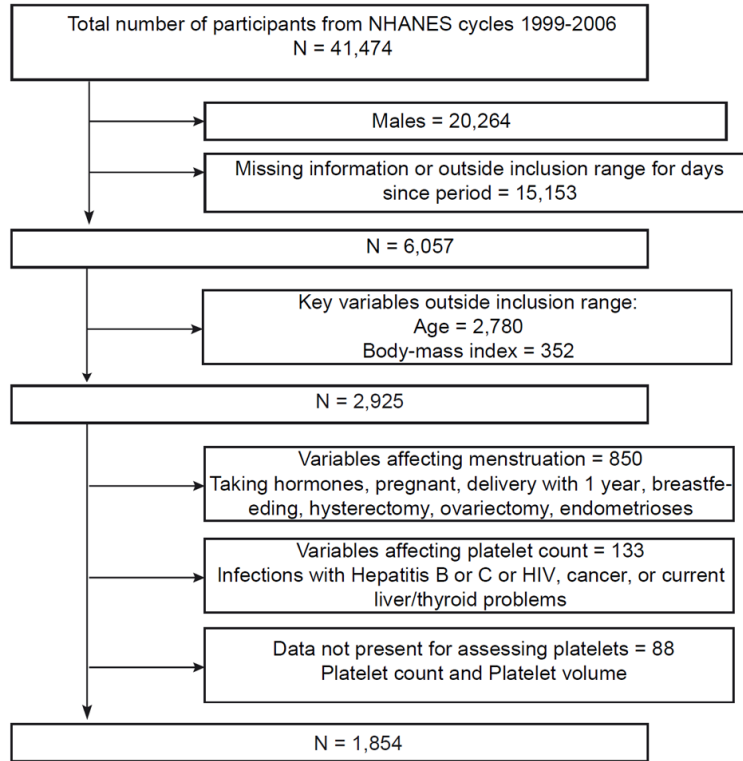 Total number of participants from NHANES cycles 1999-2006
N = 41,474
Males = 20,264
Missing information or outside inclusion range for days
since period = 15,153
N = 6,057
Key variables outside inclusion range:
Age = 2,780
Body-mass index = 352
N = 2,925
Variables affecting menstruation = 850
Taking hormones, pregnant, delivery with 1 year, breastfe-
eding, hysterectomy, ovariectomy, endometrioses
Variables affecting platelet count = 133
Infections with Hepatitis B or C or HIV, cancer, or current
liver/thyroid problems
Data not present for assessing platelets = 88
Platelet count and Platelet volume
N = 1,854